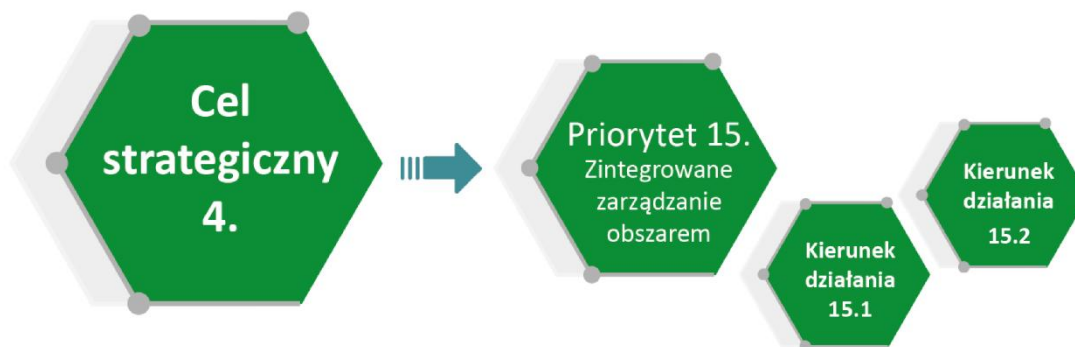 Cel
strategiczny
4.
Priorytet 15.
Zintegrowane
zarządzanie
obszarem
Kierunek
działania
15.1
Kierunek
działania
15.2